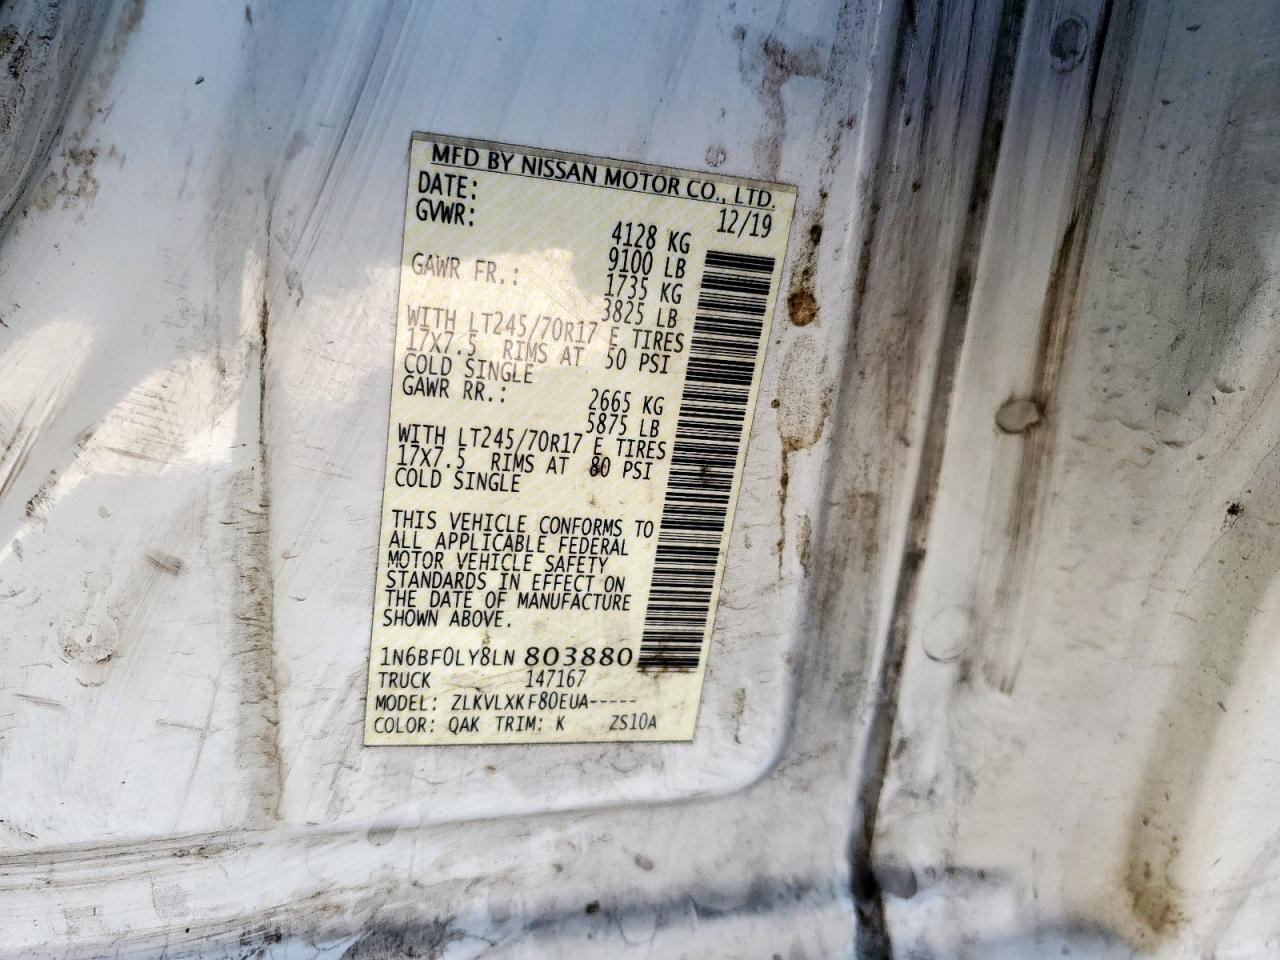 MFD BY NISSAN MOTOR CO., LTD.
DATE: 12/19
GVWR: 4128 KG
9100 LB
GAWR FR.: 1735 KG
3825 LB
WITH LT245/70R17 E TIRES
17X7.5 RIMS AT 50 PSI
COLD SINGLE
GAWR RR.: 2665 KG
5875 LB
WITH LT245/70R17 E TIRES
17X7.5 RIMS AT 80 PSI
COLD SINGLE
THIS VEHICLE CONFORMS TO
ALL APPLICABLE FEDERAL
MOTOR VEHICLE SAFETY
STANDARDS IN EFFECT ON
THE DATE OF MANUFACTURE
SHOWN ABOVE.
1N6BF0LY8LN 803880
TRUCK 147167
MODEL: ZLKVLXKF80EUA-----
COLOR: QAK TRIM: K ZS10A